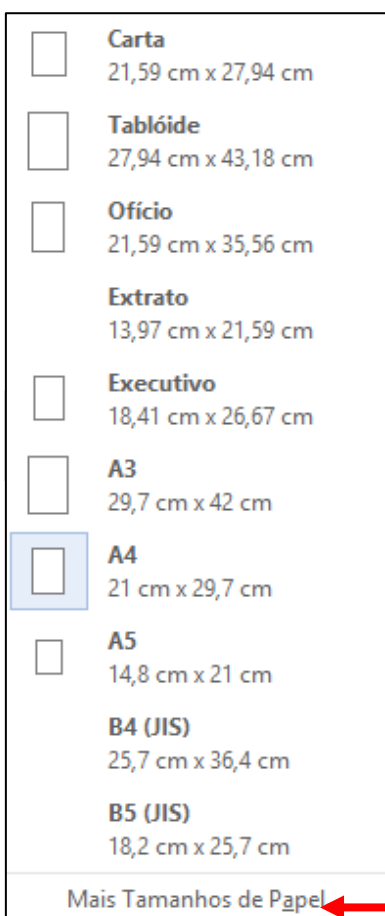 Carta
21,59 cm x 27,94 cm
Tablóide
27,94 cm x 43,18 cm
Ofício
21,59 cm x 35,56 cm
Extrato
13,97 cm x 21,59 cm
Executivo
18,41 cm x 26,67 cm
A3
29,7 cm x 42 cm
A4
21 cm x 29,7 cm
A5
14,8 cm x 21 cm
B4 (JIS)
25,7 cm x 36,4 cm
B5 (JIS)
18,2 cm x 25,7 cm
Mais Tamanhos de Papel